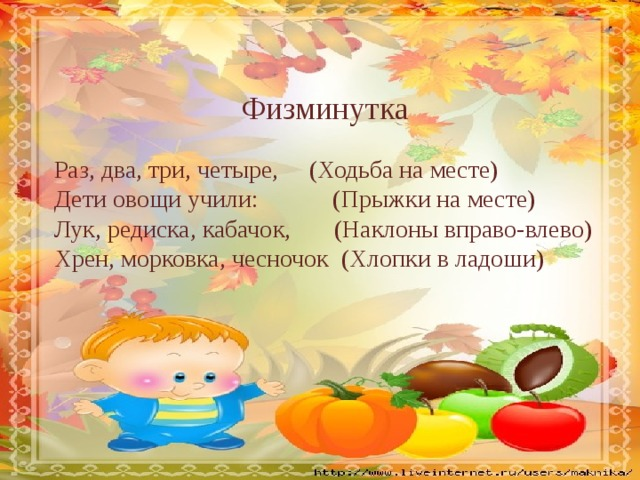 Физминутка
Раз, два, три, четыре, (Ходьба на месте)
Дети овощи учили: (Прыжки на месте)
Лук, редиска, кабачок, (Наклоны вправо-влево)
Хрен, морковка, чесночок (Хлопки в ладоши)
http://www.liveinternet.ru/users/maknika/